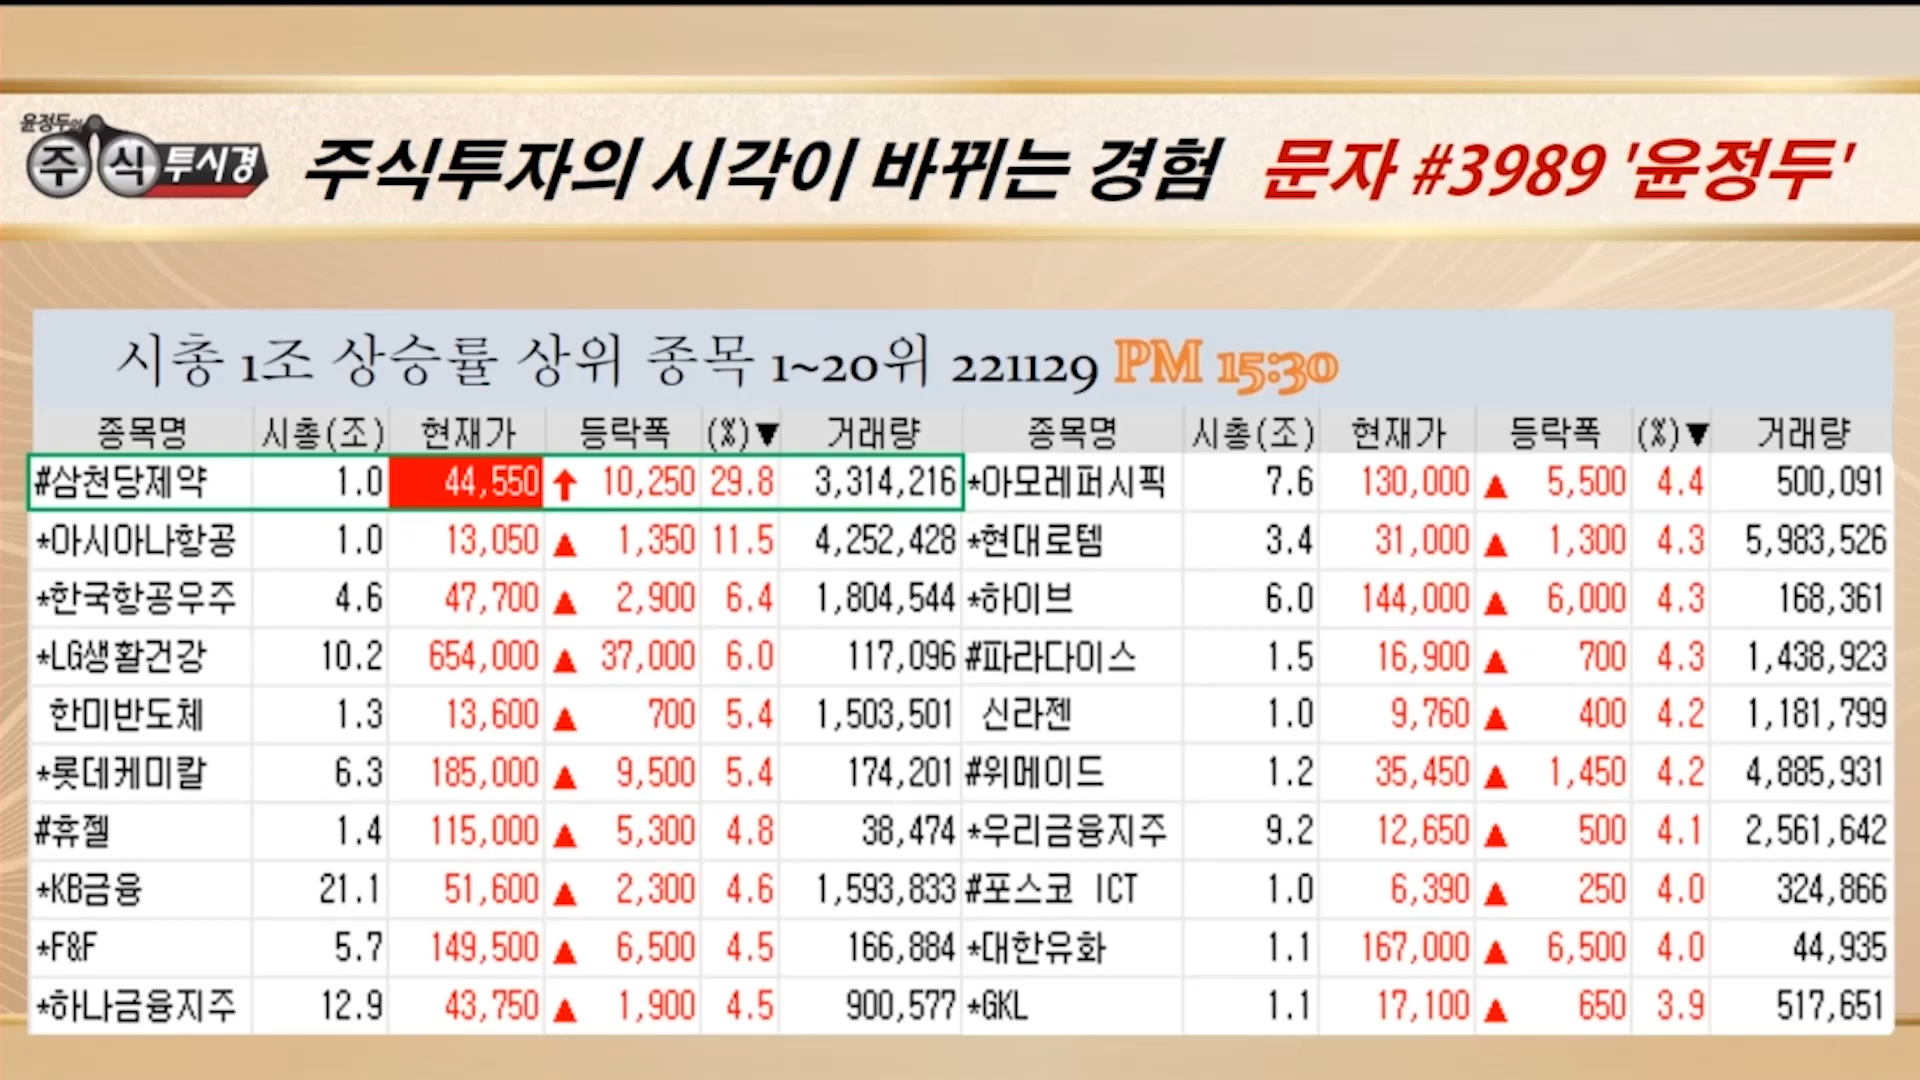 윤정두의
주식투시경
주식투자의 시각이 바뀌는 경험 문자 #3989 '윤정두'
시총 1조 상승률 상위 종목 1~20위 221129 PM 15:30
종목명 시총(조) 현재가 등락폭 (%)▼ 거래량 종목명 시총(조) 현재가 등락폭 (%)▼ 거래량
#삼천당제약 1.0 44,550 ↑ 10,250 29.8 3,314,216 *아모레퍼시픽 7.6 130,000 ▲ 5,500 4.4 500,091
*아시아나항공 1.0 13,050 ▲ 1,350 11.5 4,252,428 *현대로템 3.4 31,000 ▲ 1,300 4.3 5,983,526
*한국항공우주 4.6 47,700 ▲ 2,900 6.4 1,804,544 *하이브 6.0 144,000 ▲ 6,000 4.3 168,361
*LG생활건강 10.2 654,000 ▲ 37,000 6.0 117,096 #파라다이스 1.5 16,900 ▲ 700 4.3 1,438,923
한미반도체 1.3 13,600 ▲ 700 5.4 1,503,501 신라젠 1.0 9,760 ▲ 400 4.2 1,181,799
*롯데케미칼 6.3 185,000 ▲ 9,500 5.4 174,201 #위메이드 1.2 35,450 ▲ 1,450 4.2 4,885,931
#휴젤 1.4 115,000 ▲ 5,300 4.8 38,474 *우리금융지주 9.2 12,650 ▲ 500 4.1 2,561,642
*KB금융 21.1 51,600 ▲ 2,300 4.6 1,593,833 #포스코 ICT 1.0 6,390 ▲ 250 4.0 324,866
*F&F 5.7 149,500 ▲ 6,500 4.5 166,884 *대한유화 1.1 167,000 ▲ 6,500 4.0 44,935
*하나금융지주 12.9 43,750 ▲ 1,900 4.5 900,577 *GKL 1.1 17,100 ▲ 650 3.9 517,651